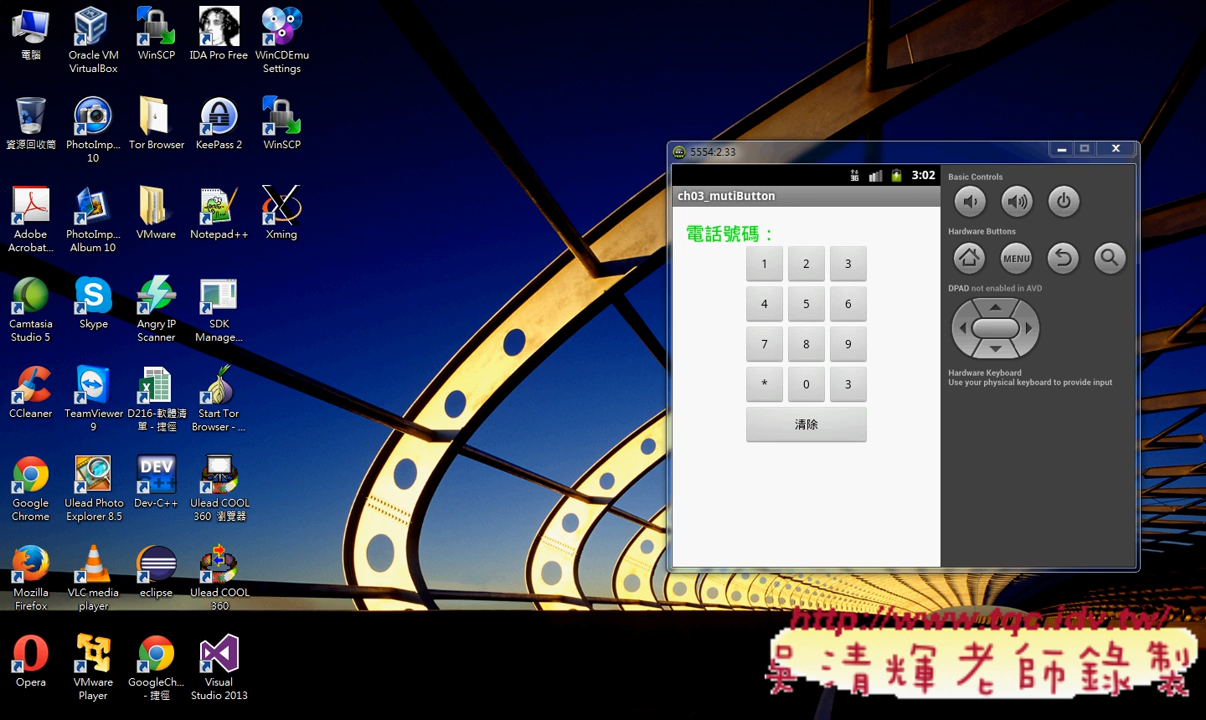 電腦
Oracle VM
VirtualBox
WinSCP
IDA Pro Free
WinCDEmu
Settings
資源回收筒
PhotoImp...
10
Tor Browser
KeePass 2
WinSCP
Adobe
Acrobat...
PhotoImp...
Album 10
VMware
Notepad++
Xming
Camtasia
Studio 5
Skype
Angry IP
Scanner
SDK
Manage...
CCleaner
TeamViewer
9
D216-軟體清
單 - 捷徑
Start Tor
Browser - ...
Google
Chrome
Ulead Photo
Explorer 8.5
DEV
C++
Dev-C++
Ulead COOL
360 瀏覽器
Mozilla
Firefox
VLC media
player
eclipse
Ulead COOL
360
Opera
VMware
Player
GoogleCh...
- 捷徑
Visual
Studio 2013
5554:2.33
3G
3:02
ch03_mutiButton
電話號碼：
1 2 3
4 5 6
7 8 9
* 0 3
清除
Basic Controls
Hardware Buttons
MENU
DPAD not enabled in AVD
Hardware Keyboard
Use your physical keyboard to provide input
http://www.tqc.idv.tw/
吳清輝老師錄製